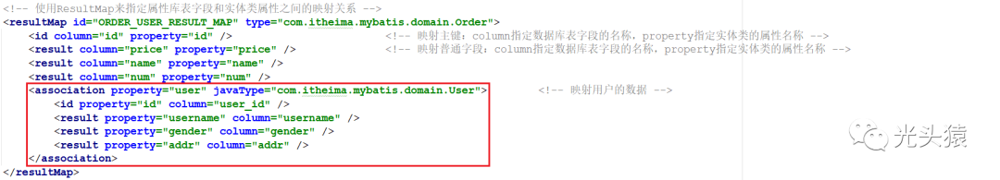 <!-- 使用ResultMap来指定属性库表字段和实体类属性之间的映射关系 -->
<resultMap id="ORDER_USER_RESULT_MAP" type="com.itheima.mybatis.domain.Order">
<id column="id" property="id" /> <!-- 映射主键：column指定数据库表字段的名称，property指定实体类的属性名称 -->
<result column="price" property="price" /> <!-- 映射普通字段：column指定数据库表字段的名称，property指定实体类的属性名称 -->
<result column="name" property="name" />
<result column="num" property="num" />
<association property="user" javaType="com.itheima.mybatis.domain.User"> <!-- 映射用户的数据 -->
<id property="id" column="user_id" />
<result property="username" column="username" />
<result property="gender" column="gender" />
<result property="addr" column="addr" />
</association>
</resultMap>
光头猿